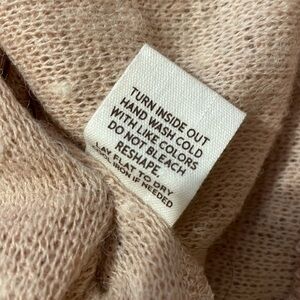 TURN INSIDE OUT
HAND WASH COLD
WITH LIKE COLORS
DO NOT BLEACH
RESHAPE.
LAY FLAT TO DRY
COOL IRON IF NEEDED